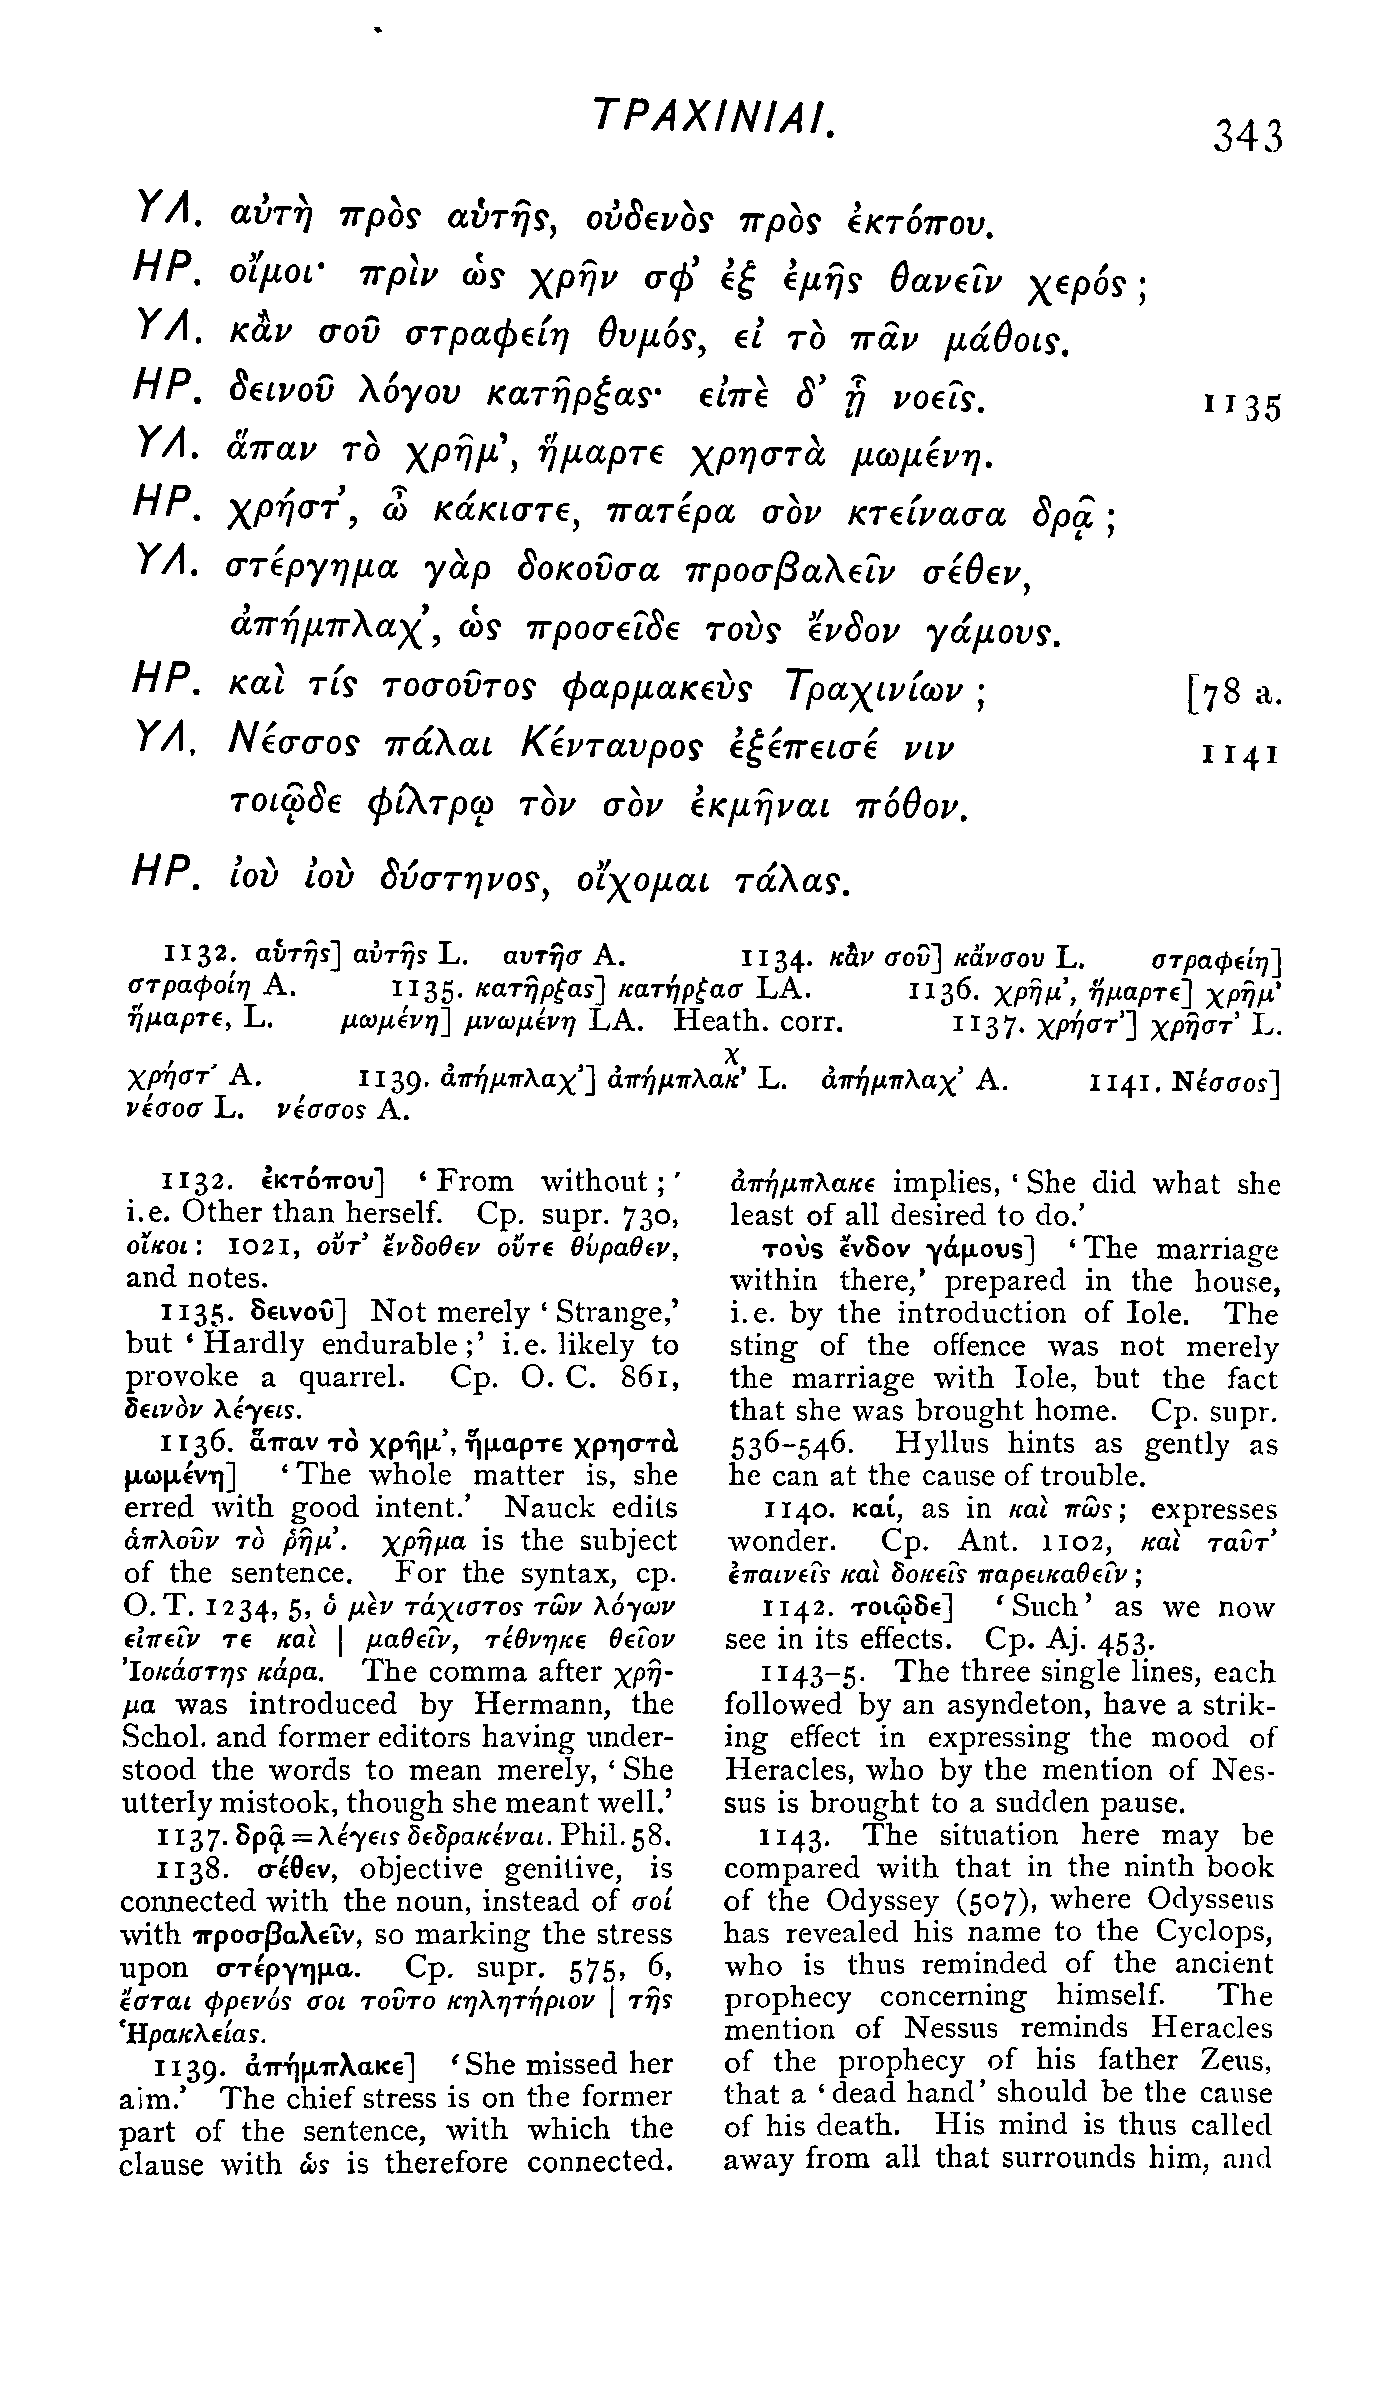 ΤΡΑΧΙΝΙΑΙ.
343
ΥΛ. αὐτὴ πρὸς αὑτῆς, οὐδενὸς πρὸς ἐκτόπου.
ΗΡ. οἴμοι· πρὶν ὡς χρῆν σφ’ ἐξ ἐμῆς θανεῖν χερός;
ΥΛ. κἂν σοῦ στραφείη θυμός, εἰ τὸ πᾶν μάθοις.
ΗΡ. δεινοῦ λόγου κατῆρξας· εἰπὲ δ’ ᾗ νοεῖς. 1135
ΥΛ. ἅπαν τὸ χρῆμ’, ἥμαρτε χρηστὰ μωμένη.
ΗΡ. χρήστ’, ὦ κάκιστε, πατέρα σὸν κτείνασα δρᾷ;
ΥΛ. στέργημα γὰρ δοκοῦσα προσβαλεῖν σέθεν,
ἀπήμπλαχ’, ὡς προσεῖδε τοὺς ἔνδον γάμους.
ΗΡ. καὶ τίς τοσοῦτος φαρμακεὺς Τραχινίων; [78 a.
ΥΛ. Νέσσος πάλαι Κένταυρος ἐξέπεισέ νιν 1141
τοιῷδε φίλτρῳ τὸν σὸν ἐκμῆναι πόθον.
ΗΡ. ἰοὺ ἰοὺ δύστηνος, οἴχομαι τάλας.
1132. αὑτῆς] αὐτῆς L. αυτῆσ A. 1134. κἂν σοῦ] κἄνσου L. στραφείη]
στραφοίη A. 1135. κατῆρξας] κατήρξασ LA. 1136. χρῆμ’, ἥμαρτε] χρῆμ’
ἥμαρτε, L. μωμένη] μνωμένη LA. Heath. corr. 1137. χρήστ’] χρῆστ’ L.
χ
χρήστ’ A. 1139. ἀπήμπλαχ’] ἀπήμπλακ’ L. ἀπήμπλαχ’ A. 1141. Νέσσος]
νέσοσ L. νέσσος A.
1132. ἐκτόπου] ‘From without;’
i.e. Other than herself. Cp. supr. 730,
οἴκοι: 1021, οὔτ’ ἔνδοθεν οὔτε θύραθεν,
and notes.
1135. δεινοῦ] Not merely ‘Strange,’
but ‘Hardly endurable;’ i.e. likely to
provoke a quarrel. Cp. O. C. 861,
δεινὸν λέγεις.
1136. ἅπαν τὸ χρῆμ’, ἥμαρτε χρηστὰ
μωμένη] ‘The whole matter is, she
erred with good intent.’ Nauck edits
ἁπλοῦν τὸ ῥῆμ’. χρῆμα is the subject
of the sentence. For the syntax, cp.
O. T. 1234, 5, ὁ μὲν τάχιστος τῶν λόγων
εἰπεῖν τε καὶ | μαθεῖν, τέθνηκε θεῖον
Ἰοκάστης κάρα. The comma after χρῆ-
μα was introduced by Hermann, the
Schol. and former editors having under-
stood the words to mean merely, ‘She
utterly mistook, though she meant well.’
1137. δρᾷ = λέγεις δεδρακέναι. Phil. 58.
1138. σέθεν, objective genitive, is
connected with the noun, instead of σοί
with προσβαλεῖν, so marking the stress
upon στέργημα. Cp. supr. 575, 6,
ἔσται φρενός σοι τοῦτο κηλητήριον | τῆς
Ἡρακλείας.
1139. ἀπήμπλακε] ‘She missed her
aim.’ The chief stress is on the former
part of the sentence, with which the
clause with ὡς is therefore connected.
ἀπήμπλακε implies, ‘She did what she
least of all desired to do.’
τοὺς ἔνδον γάμους] ‘The marriage
within there,’ prepared in the house,
i.e. by the introduction of Iole. The
sting of the offence was not merely
the marriage with Iole, but the fact
that she was brought home. Cp. supr.
536-546. Hyllus hints as gently as
he can at the cause of trouble.
1140. καί, as in καὶ πῶς; expresses
wonder. Cp. Ant. 1102, καὶ ταῦτ’
ἐπαινεῖς καὶ δοκεῖς παρεικαθεῖν;
1142. τοιῷδε] ‘Such’ as we now
see in its effects. Cp. Aj. 453.
1143-5. The three single lines, each
followed by an asyndeton, have a strik-
ing effect in expressing the mood of
Heracles, who by the mention of Nes-
sus is brought to a sudden pause.
1143. The situation here may be
compared with that in the ninth book
of the Odyssey (507), where Odysseus
has revealed his name to the Cyclops,
who is thus reminded of the ancient
prophecy concerning himself. The
mention of Nessus reminds Heracles
of the prophecy of his father Zeus,
that a ‘dead hand’ should be the cause
of his death. His mind is thus called
away from all that surrounds him, and